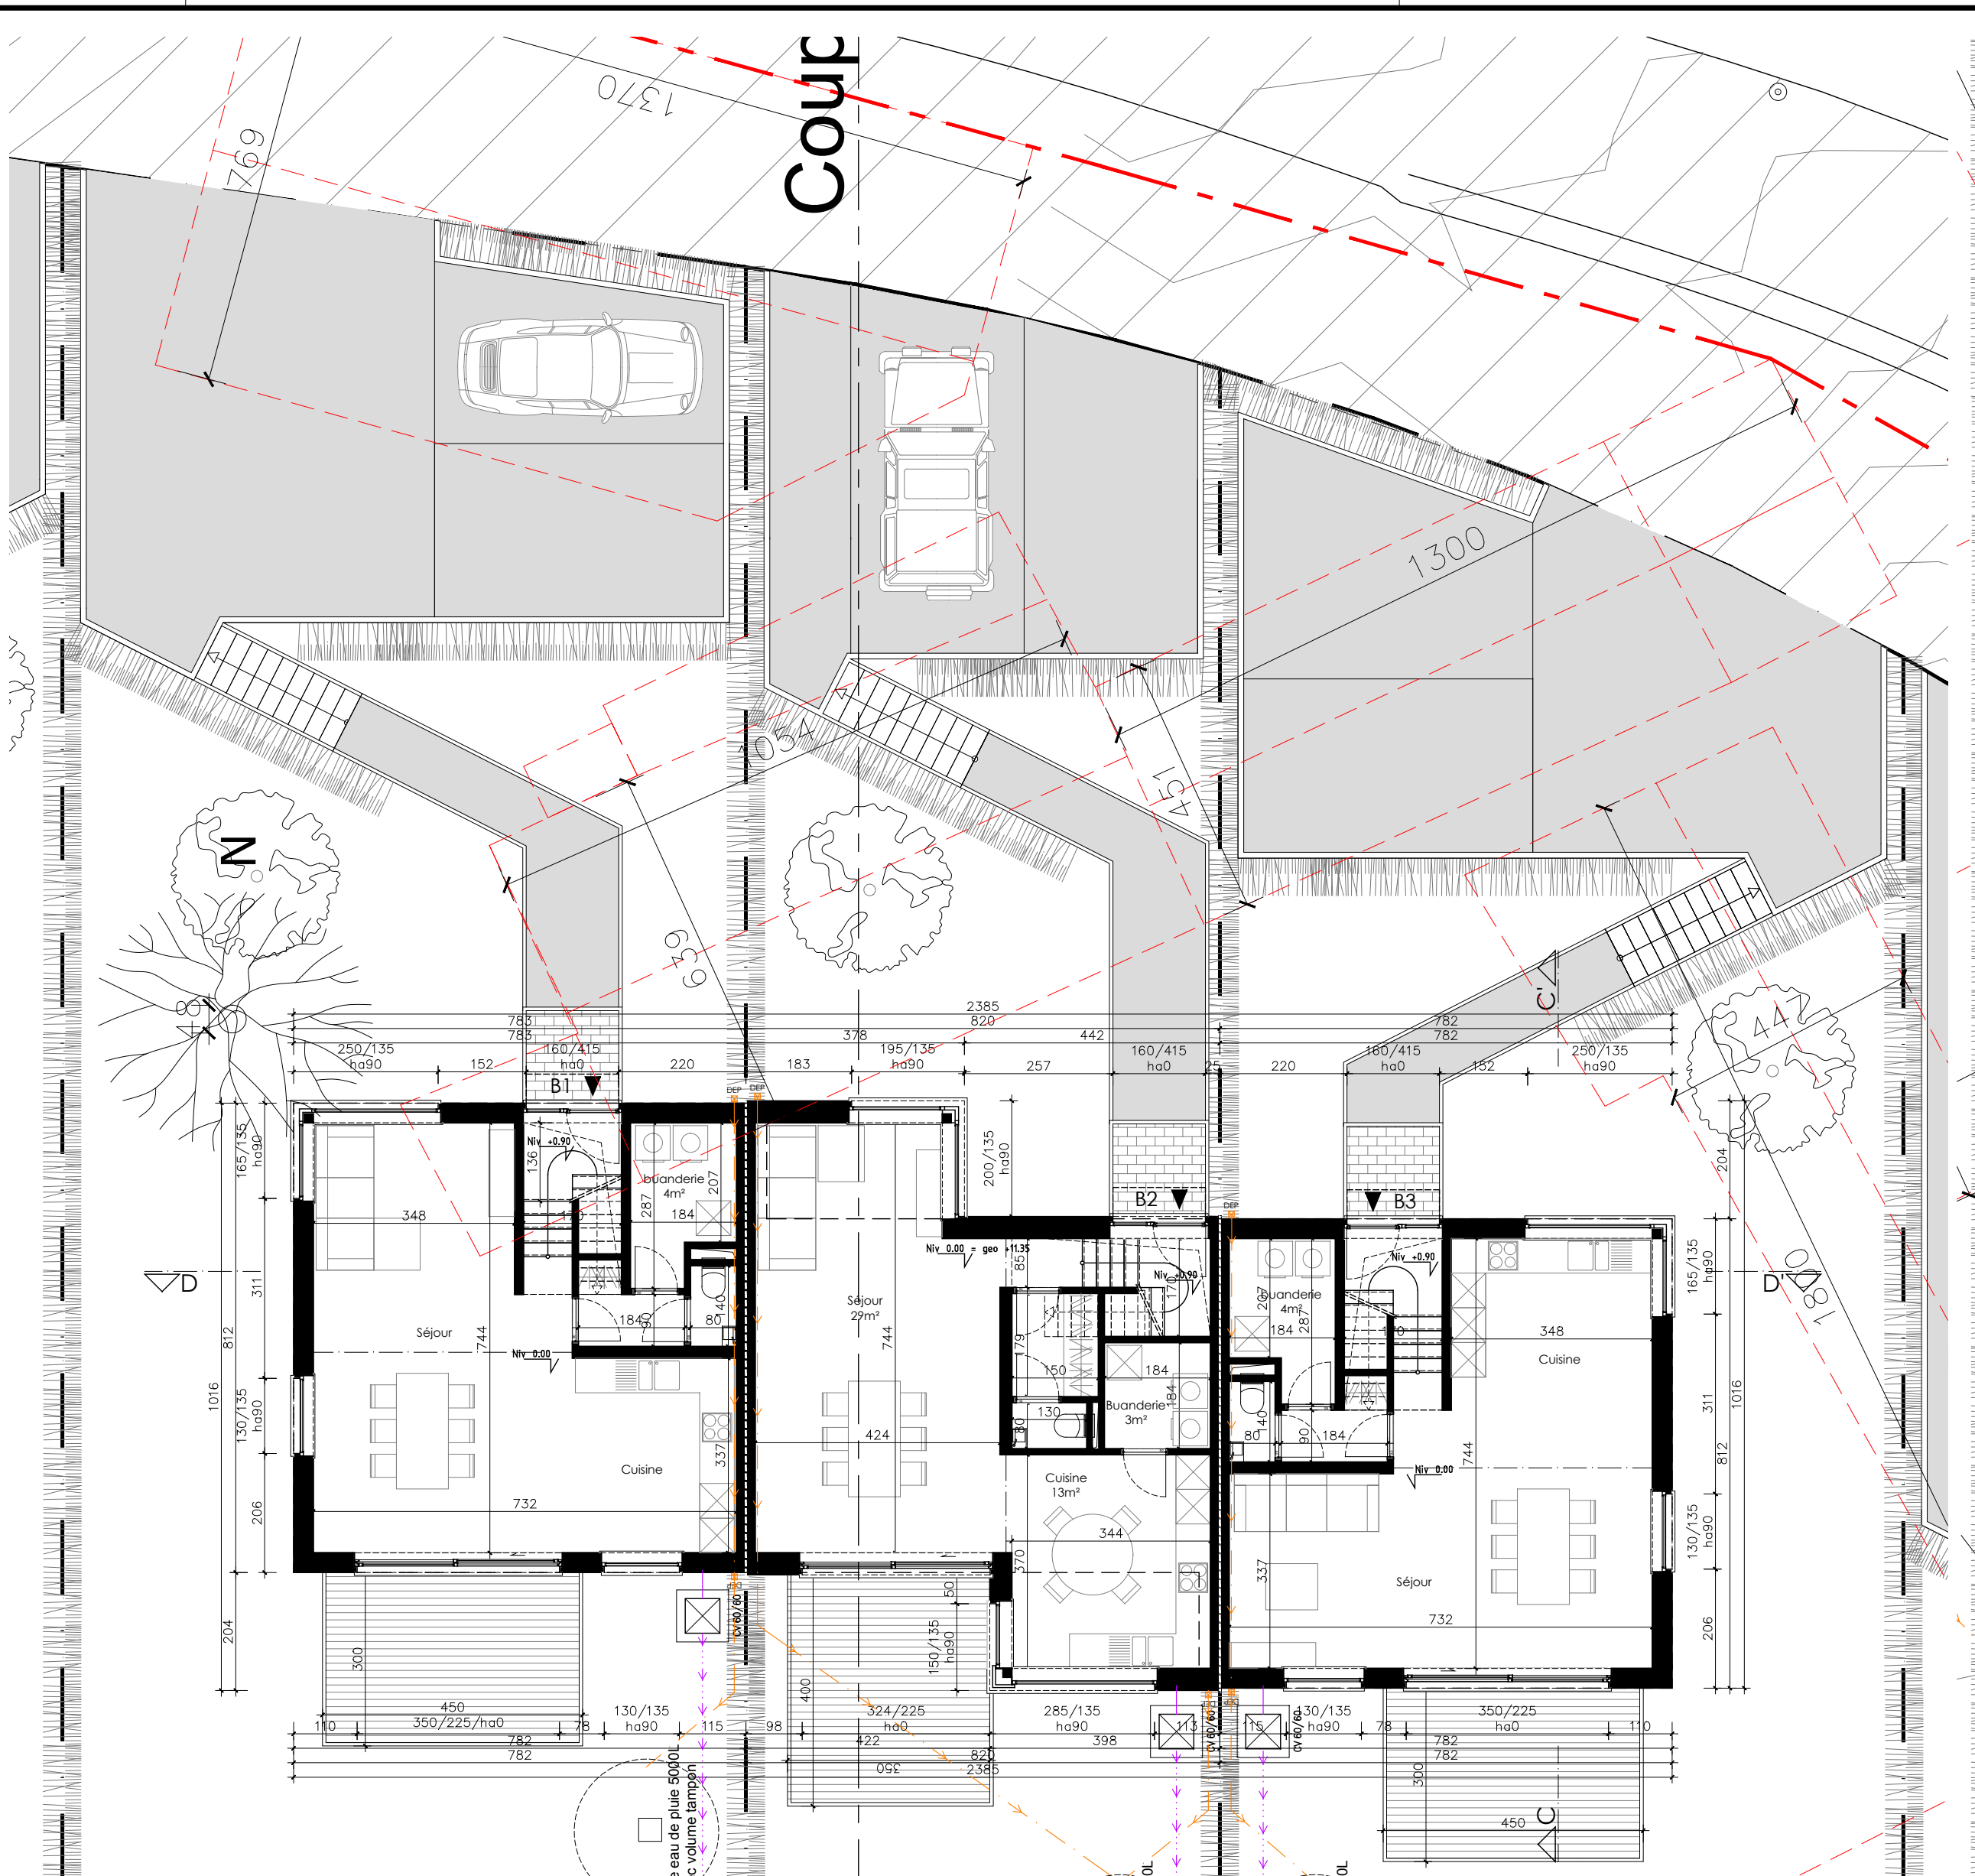 Coup
1370
769
1300
1054
451
639
N
48
447
C'
1801
2385
783
820
782
783
378
442
782
250/135
ha90
152
160/415
ha0
220
183
195/135
ha90
257
160/415
ha0
25
220
160/415
ha0
152
250/135
ha90
B1
DEP
DEP
165/135
ha90
Niv +0.90
136
buanderie
4m²
287
207
184
348
170
200/135
ha90
B2
DEP
B3
204
D
Niv 0.00 = geo +11.35
85
Niv +0.90
170
Niv +0.90
buanderie
4m²
207
287
184
165/135
ha90
D'
311
812
1016
Séjour
744
Niv 0.00
184
90
80
140
Séjour
29m²
744
179
150
184
184
Buanderie
3m²
130
80
170
348
Cuisine
311
812
1016
130/135
ha90
Cuisine
337
732
424
Cuisine
13m²
344
370
80
140
90
184
Niv 0.00
744
337
Séjour
732
130/135
ha90
206
206
204
300
450
350/225/ha0
110
78
130/135
ha90
115
CV 60/60
50
150/135
ha90
400
98
324/225
ha0
285/135
ha90
113
CV 60/60
115
CV 60/60
130/135
ha90
78
350/225
ha0
110
782
422
398
782
782
820
782
350
2385
300
450
C
e eau de pluie 5000L
c volume tampon
0L
0L